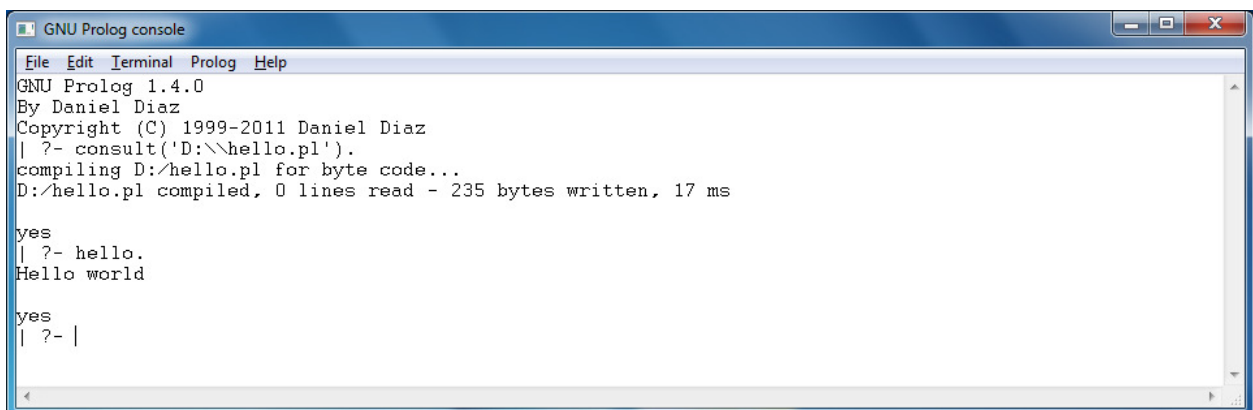 GNU Prolog console
File Edit Terminal Prolog Help
GNU Prolog 1.4.0
By Daniel Diaz
Copyright (C) 1999-2011 Daniel Diaz
| ?- consult('D:\\hello.pl').
compiling D:/hello.pl for byte code...
D:/hello.pl compiled, 0 lines read - 235 bytes written, 17 ms
yes
| ?- hello.
Hello world
yes
| ?-